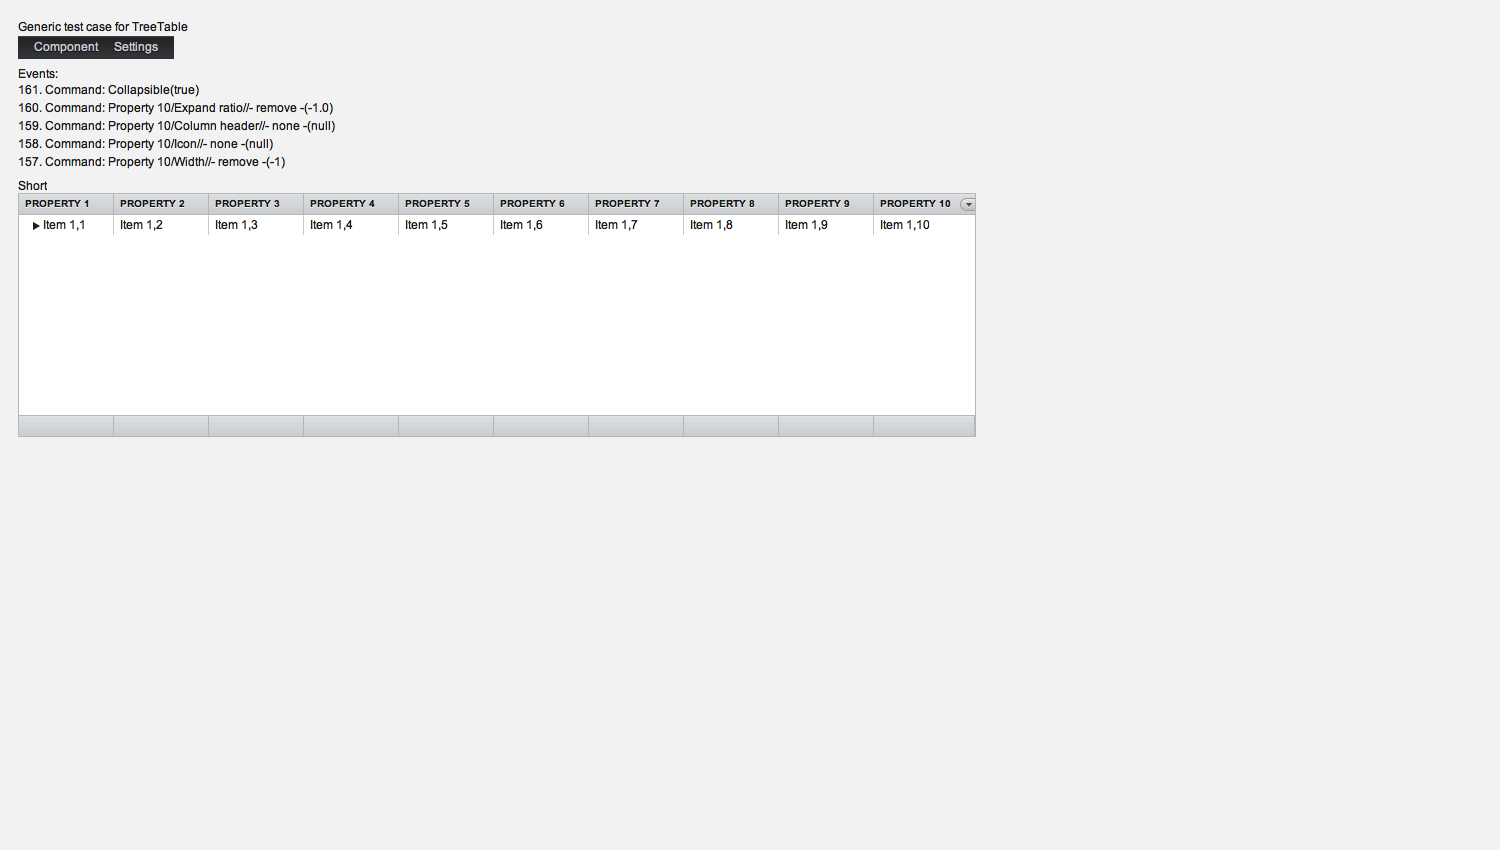 Generic test case for TreeTable
Component Settings
Events:
161. Command: Collapsible(true)
160. Command: Property 10/Expand ratio//- remove -(-1.0)
159. Command: Property 10/Column header//- none -(null)
158. Command: Property 10/Icon//- none -(null)
157. Command: Property 10/Width//- remove -(-1)
Short
PROPERTY 1 PROPERTY 2 PROPERTY 3 PROPERTY 4 PROPERTY 5 PROPERTY 6 PROPERTY 7 PROPERTY 8 PROPERTY 9 PROPERTY 10
Item 1,1 Item 1,2 Item 1,3 Item 1,4 Item 1,5 Item 1,6 Item 1,7 Item 1,8 Item 1,9 Item 1,10